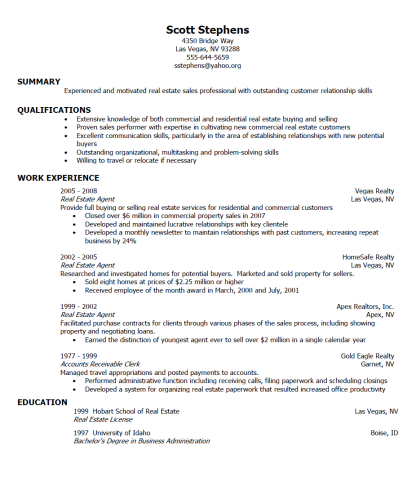 Scott Stephens
4350 Bridge Way
Las Vegas, NV 93288
555-644-5659
sstephens@yahoo.org
SUMMARY
Experienced and motivated real estate sales professional with outstanding customer relationship skills
QUALIFICATIONS
• Extensive knowledge of both commercial and residential real estate buying and selling
• Proven sales performer with expertise in cultivating new commercial real estate customers
• Excellent communication skills, particularly in the area of establishing relationships with new potential
buyers
• Outstanding organizational, multitasking and problem-solving skills
• Willing to travel or relocate if necessary
WORK EXPERIENCE
2005 - 2008 Vegas Realty
Real Estate Agent Las Vegas, NV
Provide full buying or selling real estate services for residential and commercial customers
• Closed over $6 million in commercial property sales in 2007
• Developed and maintained lucrative relationships with key clientele
• Developed a monthly newsletter to maintain relationships with past customers, increasing repeat
business by 24%
2002 - 2005 HomeSafe Realty
Real Estate Agent Las Vegas, NV
Researched and investigated homes for potential buyers. Marketed and sold property for sellers.
• Sold eight homes at prices of $2.25 million or higher
• Received employee of the month award in March, 2000 and July, 2001
1999 - 2002 Apex Realtors, Inc.
Real Estate Agent Apex, NV
Facilitated purchase contracts for clients through various phases of the sales process, including showing
property and negotiating loans.
• Earned the distinction of youngest agent ever to sell over $2 million in a single calendar year
1977 - 1999 Gold Eagle Realty
Accounts Receivable Clerk Garnet, NV
Managed travel appropriations and posted payments to accounts.
• Performed administrative function including receiving calls, filing paperwork and scheduling closings
• Developed a system for organizing real estate paperwork that resulted increased office productivity
EDUCATION
1999 Hobart School of Real Estate Las Vegas, NV
Real Estate License
1997 University of Idaho Boise, ID
Bachelor's Degree in Business Administration